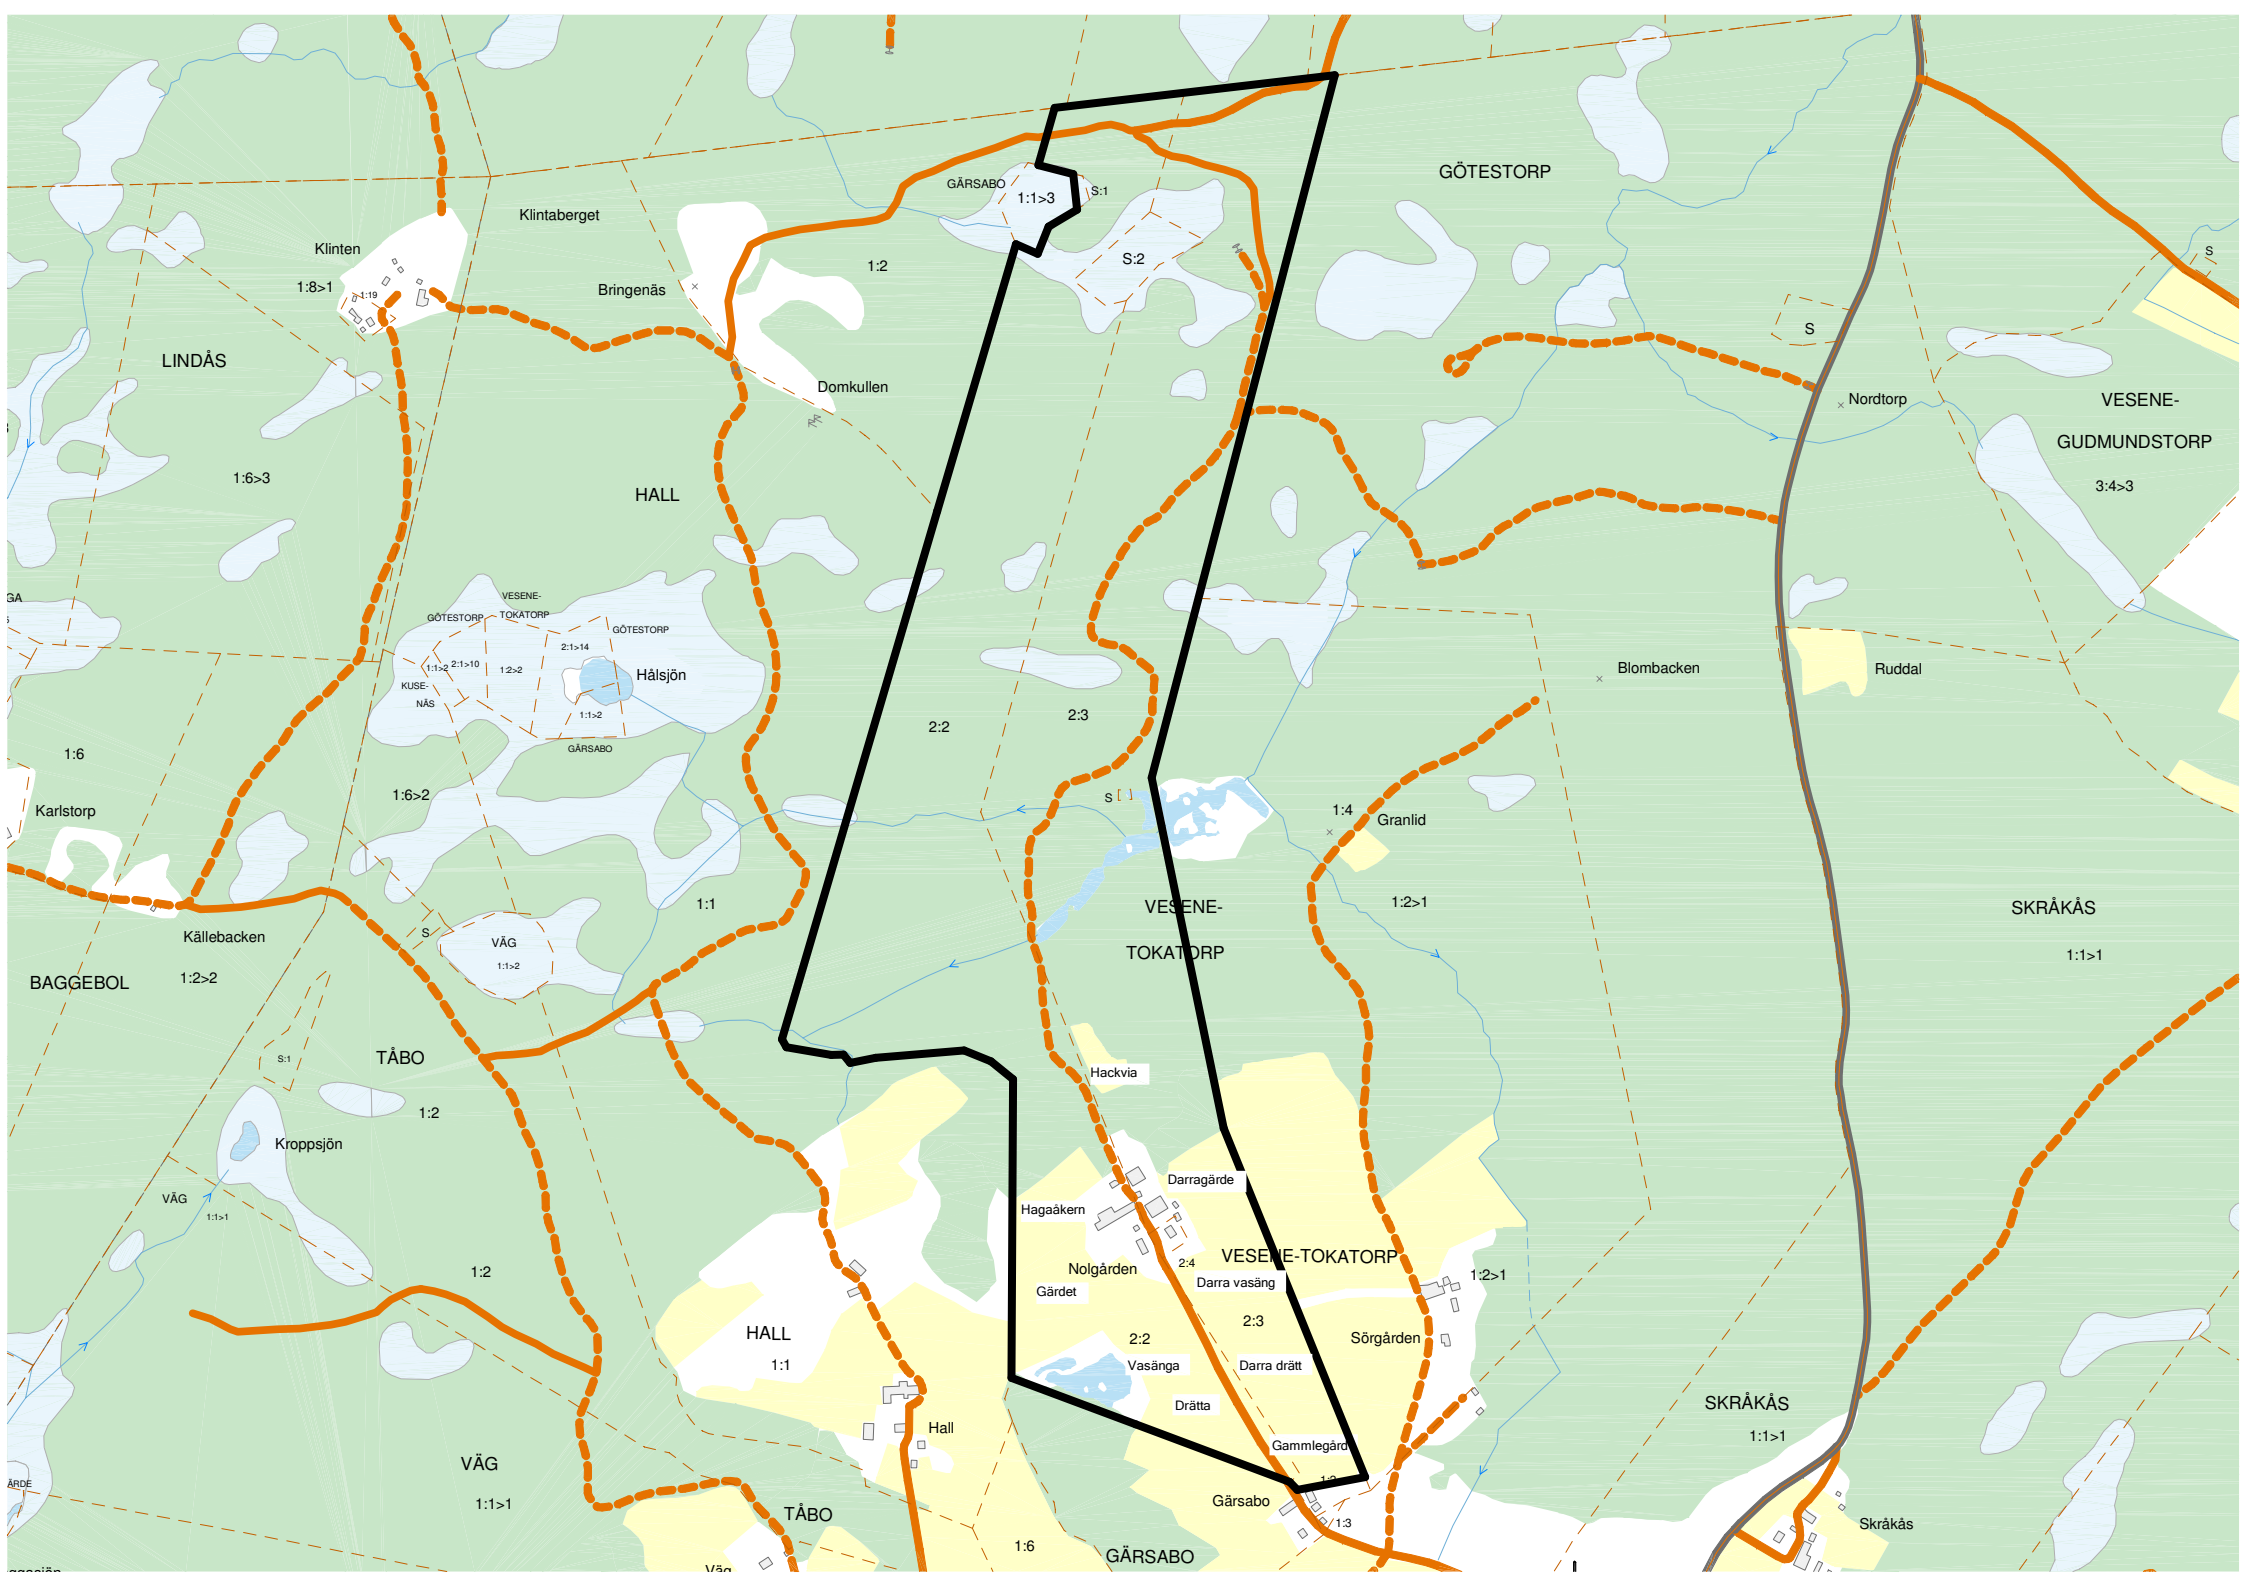 GÖTESTORP
GÄRSABO
1:1>3
S:1
Klintaberget
Klinten
1:8>1
1:19
Bringenäs
1:2
S:2
S
S
LINDÅS
Domkullen
Nordtorp
VESENE-
GUDMUNDSTORP
3:4>3
1:6>3
HALL
VESENE-
TOKATORP
GÖTESTORP
GÖTESTORP
2:1>14
1:1>2
2:1>10
1:2>2
KUSE-
NÄS
Hålsjön
1:1>2
GÄRSABO
GA
Blombacken
Ruddal
2:2
2:3
1:6
1:6>2
Karlstorp
S
1:4
Granlid
1:1
1:2>1
VESENE-
TOKATORP
SKRÅKÅS
1:1>1
Källebacken
1:2>2
BAGGEBOL
S
VÄG
1:1>2
S:1
TÅBO
1:2
Hackvia
Kroppsjön
VÄG
1:1>1
Darragärde
Hagaåkern
VESENE-TOKATORP
Nolgården
2:4
Darra vasäng
1:2>1
1:2
Gärdet
2:3
HALL
1:1
2:2
Sörgården
Vasänga
Darra drätt
Drätta
SKRÅKÅS
1:1>1
Hall
Gammlegård
VÄG
1:1>1
ÄRDE
Gärsabo
1:3
TÅBO
Skråkås
1:6
GÄRSABO
Väg